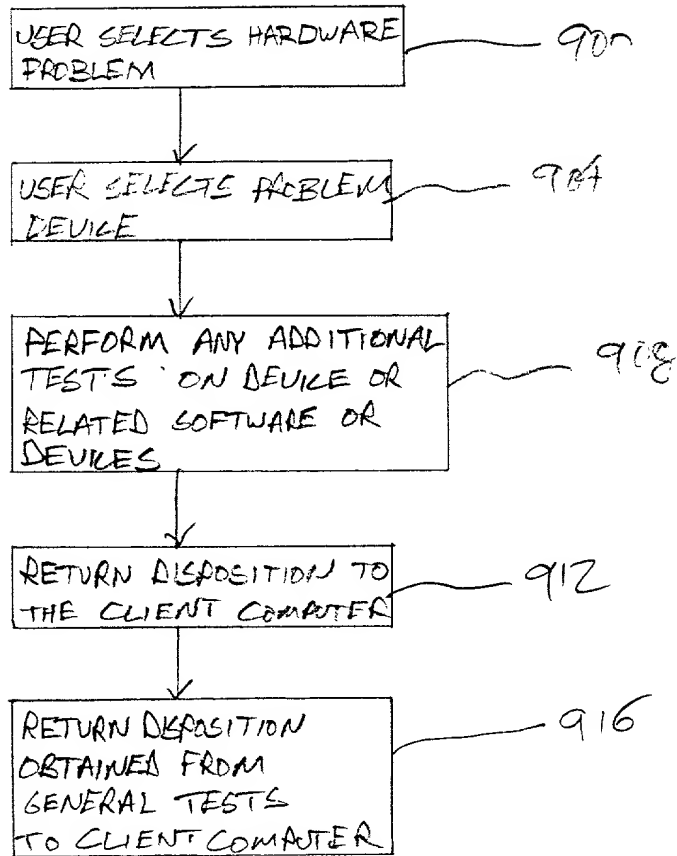 USER SELECTS HARDWARE
PROBLEM
900
USER SELECTS PROBLEM
DEVICE
904
PERFORM ANY ADDITIONAL
TESTS ON DEVICE OR
RELATED SOFTWARE OR
DEVICES
908
RETURN DISPOSITION TO
THE CLIENT COMPUTER
912
RETURN DISPOSITION
OBTAINED FROM
GENERAL TESTS
TO CLIENT COMPUTER
916